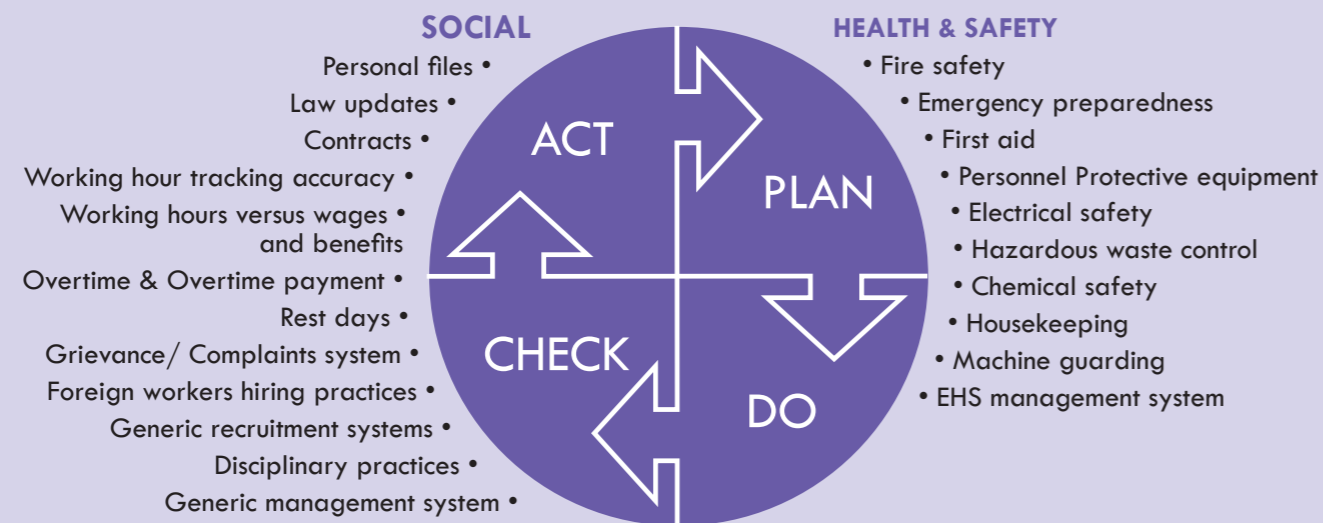 SOCIAL
Personal files •
Law updates •
Contracts •
Working hour tracking accuracy •
Working hours versus wages •
and benefits
Overtime & Overtime payment •
Rest days •
Grievance/ Complaints system •
Foreign workers hiring practices •
Generic recruitment systems •
Disciplinary practices •
Generic management system •
ACT
PLAN
CHECK
DO
HEALTH & SAFETY
• Fire safety
• Emergency preparedness
• First aid
• Personnel Protective equipment
• Electrical safety
• Hazardous waste control
• Chemical safety
• Housekeeping
• Machine guarding
• EHS management system